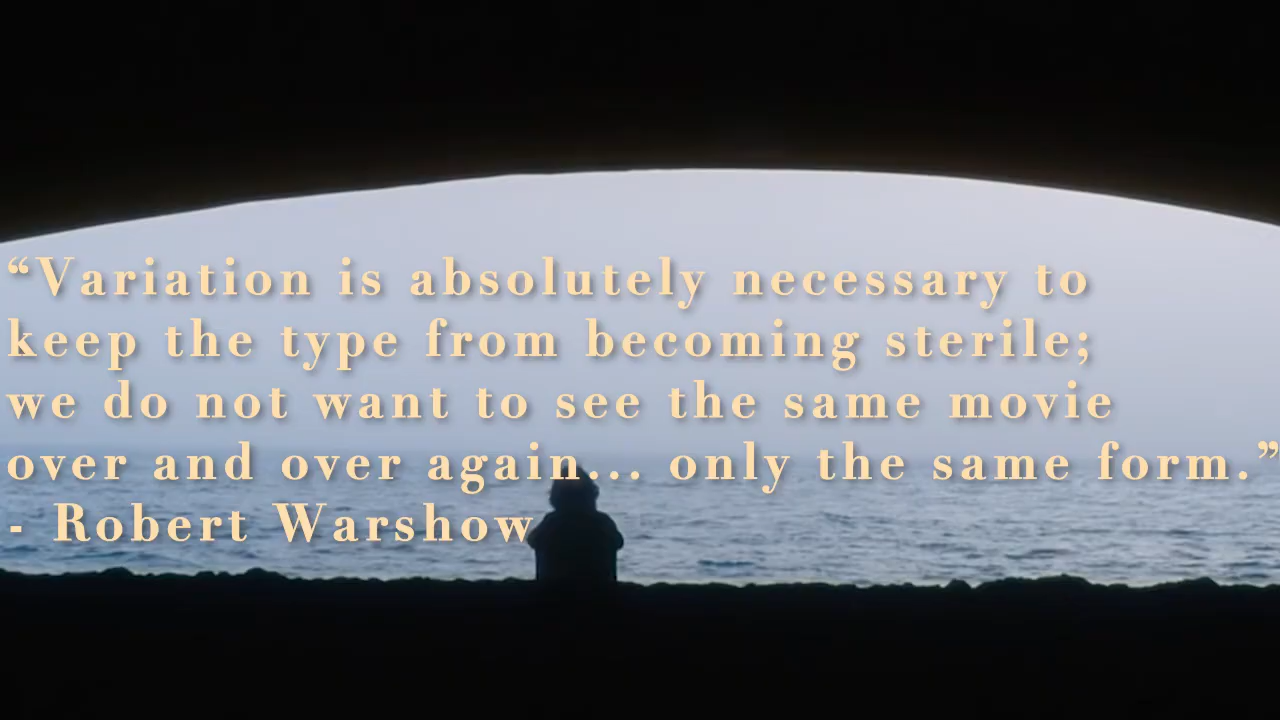 “Variation is absolutely necessary to
keep the type from becoming sterile;
we do not want to see the same movie
over and over again... only the same form.”
- Robert Warshow